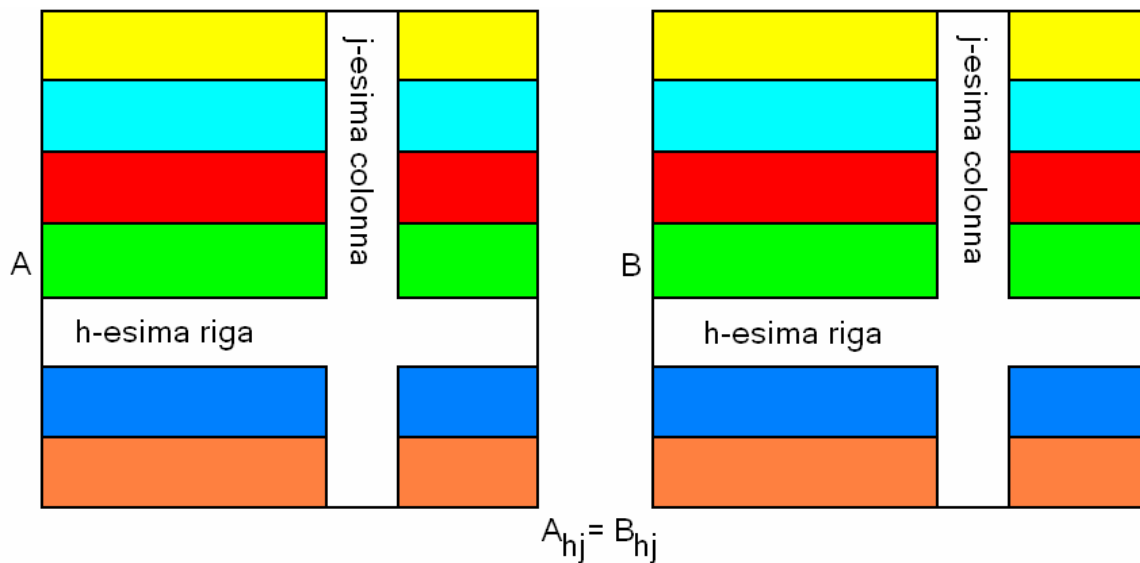 j-esima colonna
A
h-esima riga
j-esima colonna
B
h-esima riga
A_hj = B_hj